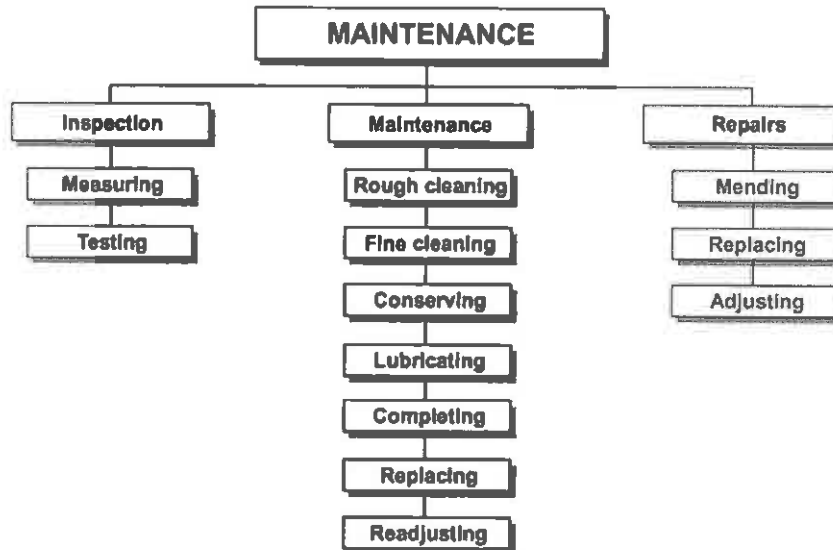 MAINTENANCE
Inspection
Measuring
Testing
Maintenance
Rough cleaning
Fine cleaning
Conserving
Lubricating
Completing
Replacing
Readjusting
Repairs
Mending
Replacing
Adjusting